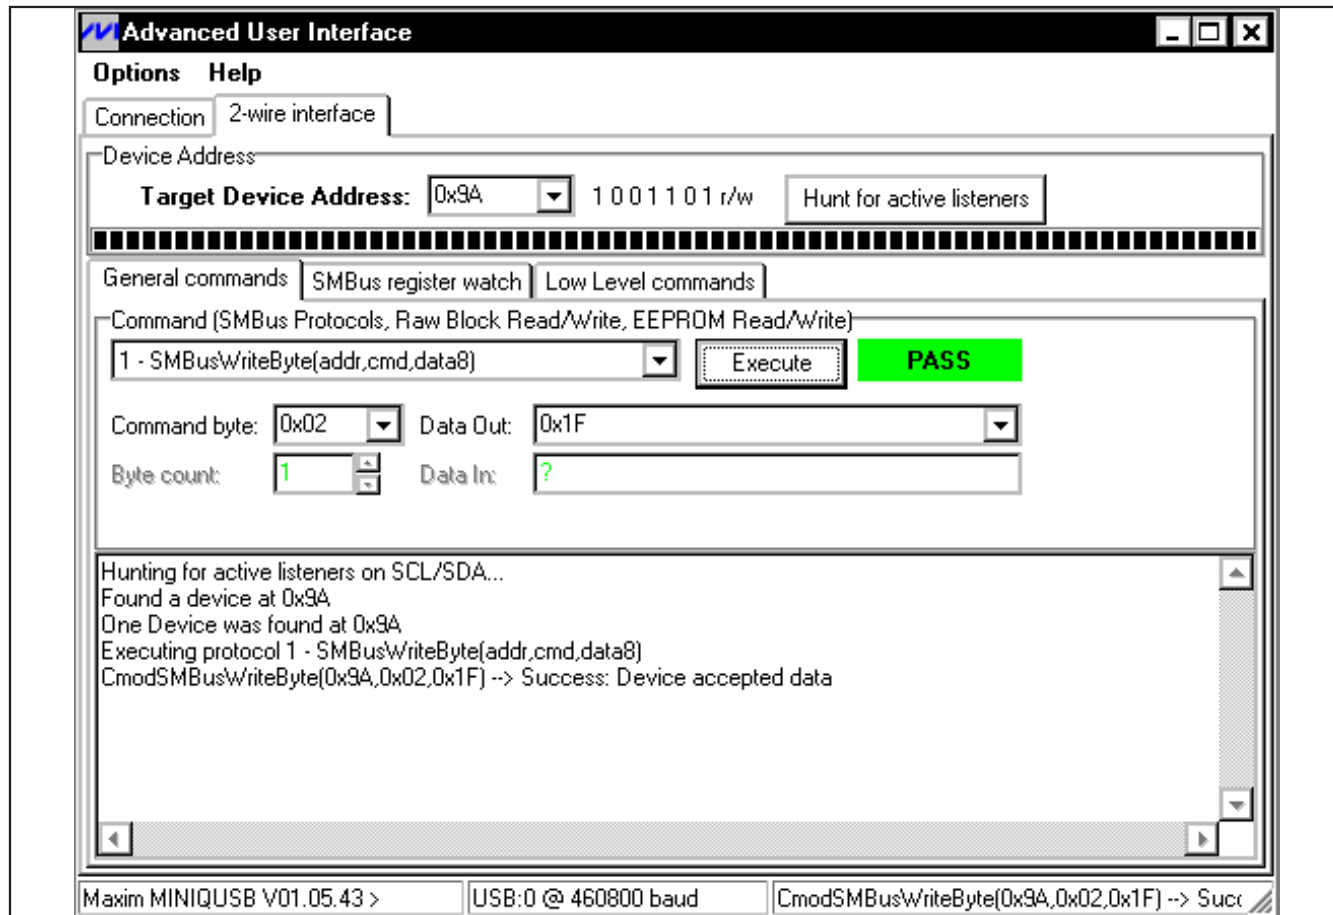 Advanced User Interface
Options Help
Connection 2-wire interface
Device Address
Target Device Address: 0x9A 1 0 0 1 1 0 1 r/w Hunt for active listeners
General commands SMBus register watch Low Level commands
Command (SMBus Protocols, Raw Block Read/Write, EEPROM Read/Write)
1 - SMBusWriteByte(addr,cmd,data8) Execute PASS
Command byte: 0x02 Data Out: 0x1F
Byte count: 1 Data In: ?
Hunting for active listeners on SCL/SDA...
Found a device at 0x9A
One Device was found at 0x9A
Executing protocol 1 - SMBusWriteByte(addr,cmd,data8)
CmodSMBusWriteByte(0x9A,0x02,0x1F) --> Success: Device accepted data
Maxim MINIQUSB V01.05.43 > USB:0 @ 460800 baud CmodSMBusWriteByte(0x9A,0x02,0x1F) --> Succ